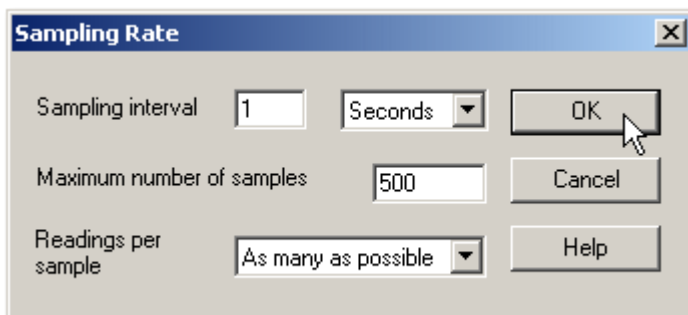 Sampling Rate
Sampling interval 1 Seconds OK
Maximum number of samples 500 Cancel
Readings per
sample As many as possible Help